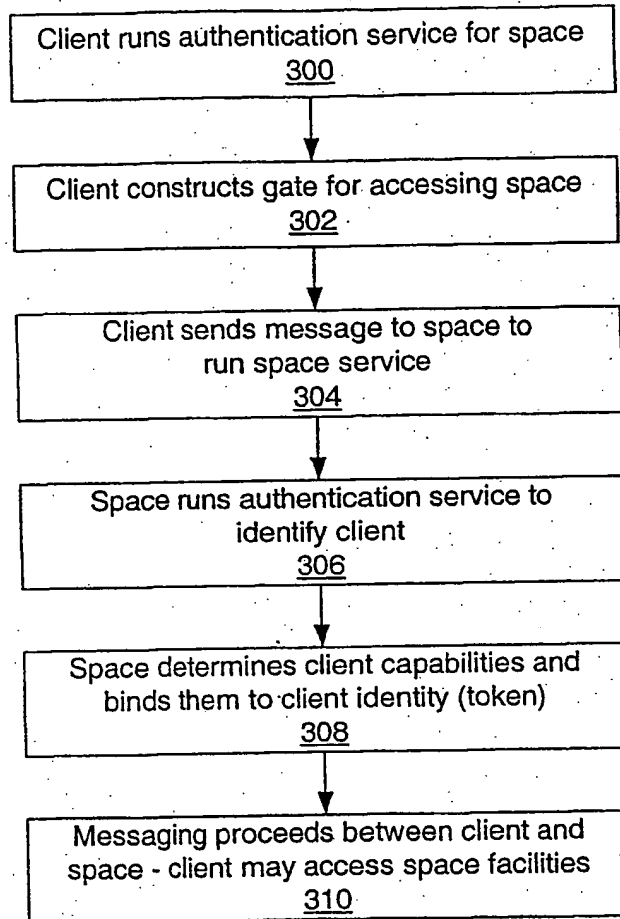 Client runs authentication service for space
300
Client constructs gate for accessing space
302
Client sends message to space to
run space service
304
Space runs authentication service to
identify client
306
Space determines client capabilities and
binds them to client identity (token)
308
Messaging proceeds between client and
space - client may access space facilities
310